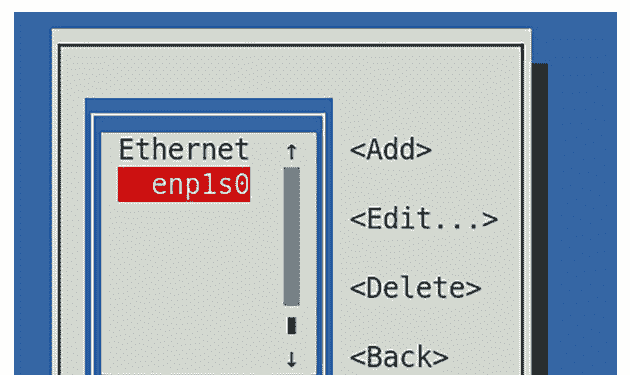 Ethernet ↑ <Add>
enp1s0
<Edit...>
<Delete>
↓ <Back>